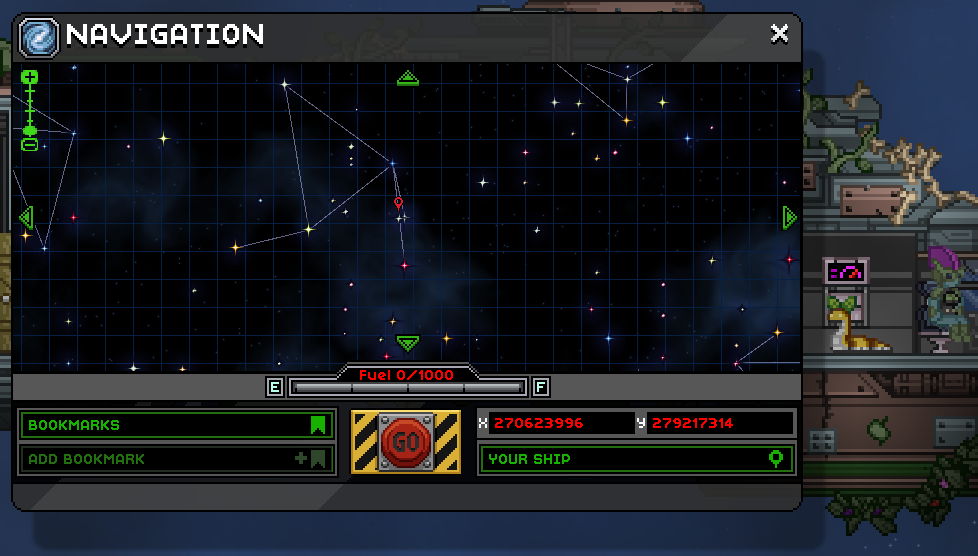 NAVIGATION
Fuel 0/1000
E F
BOOKMARKS
ADD BOOKMARK
GO
X 270623996 Y 279217314
YOUR SHIP